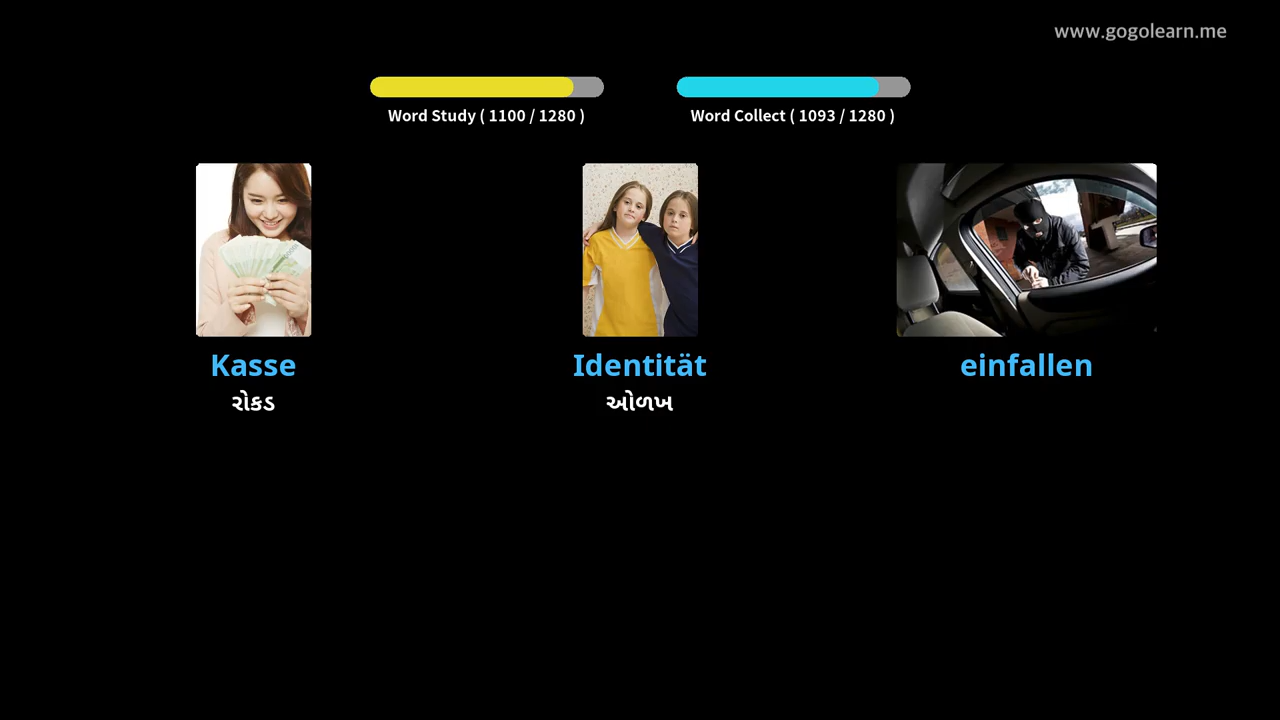 www.gogolearn.me
Word Study ( 1100 / 1280 )
Word Collect ( 1093 / 1280 )
Kasse
રોકડ
Identität
ઓળખ
einfallen